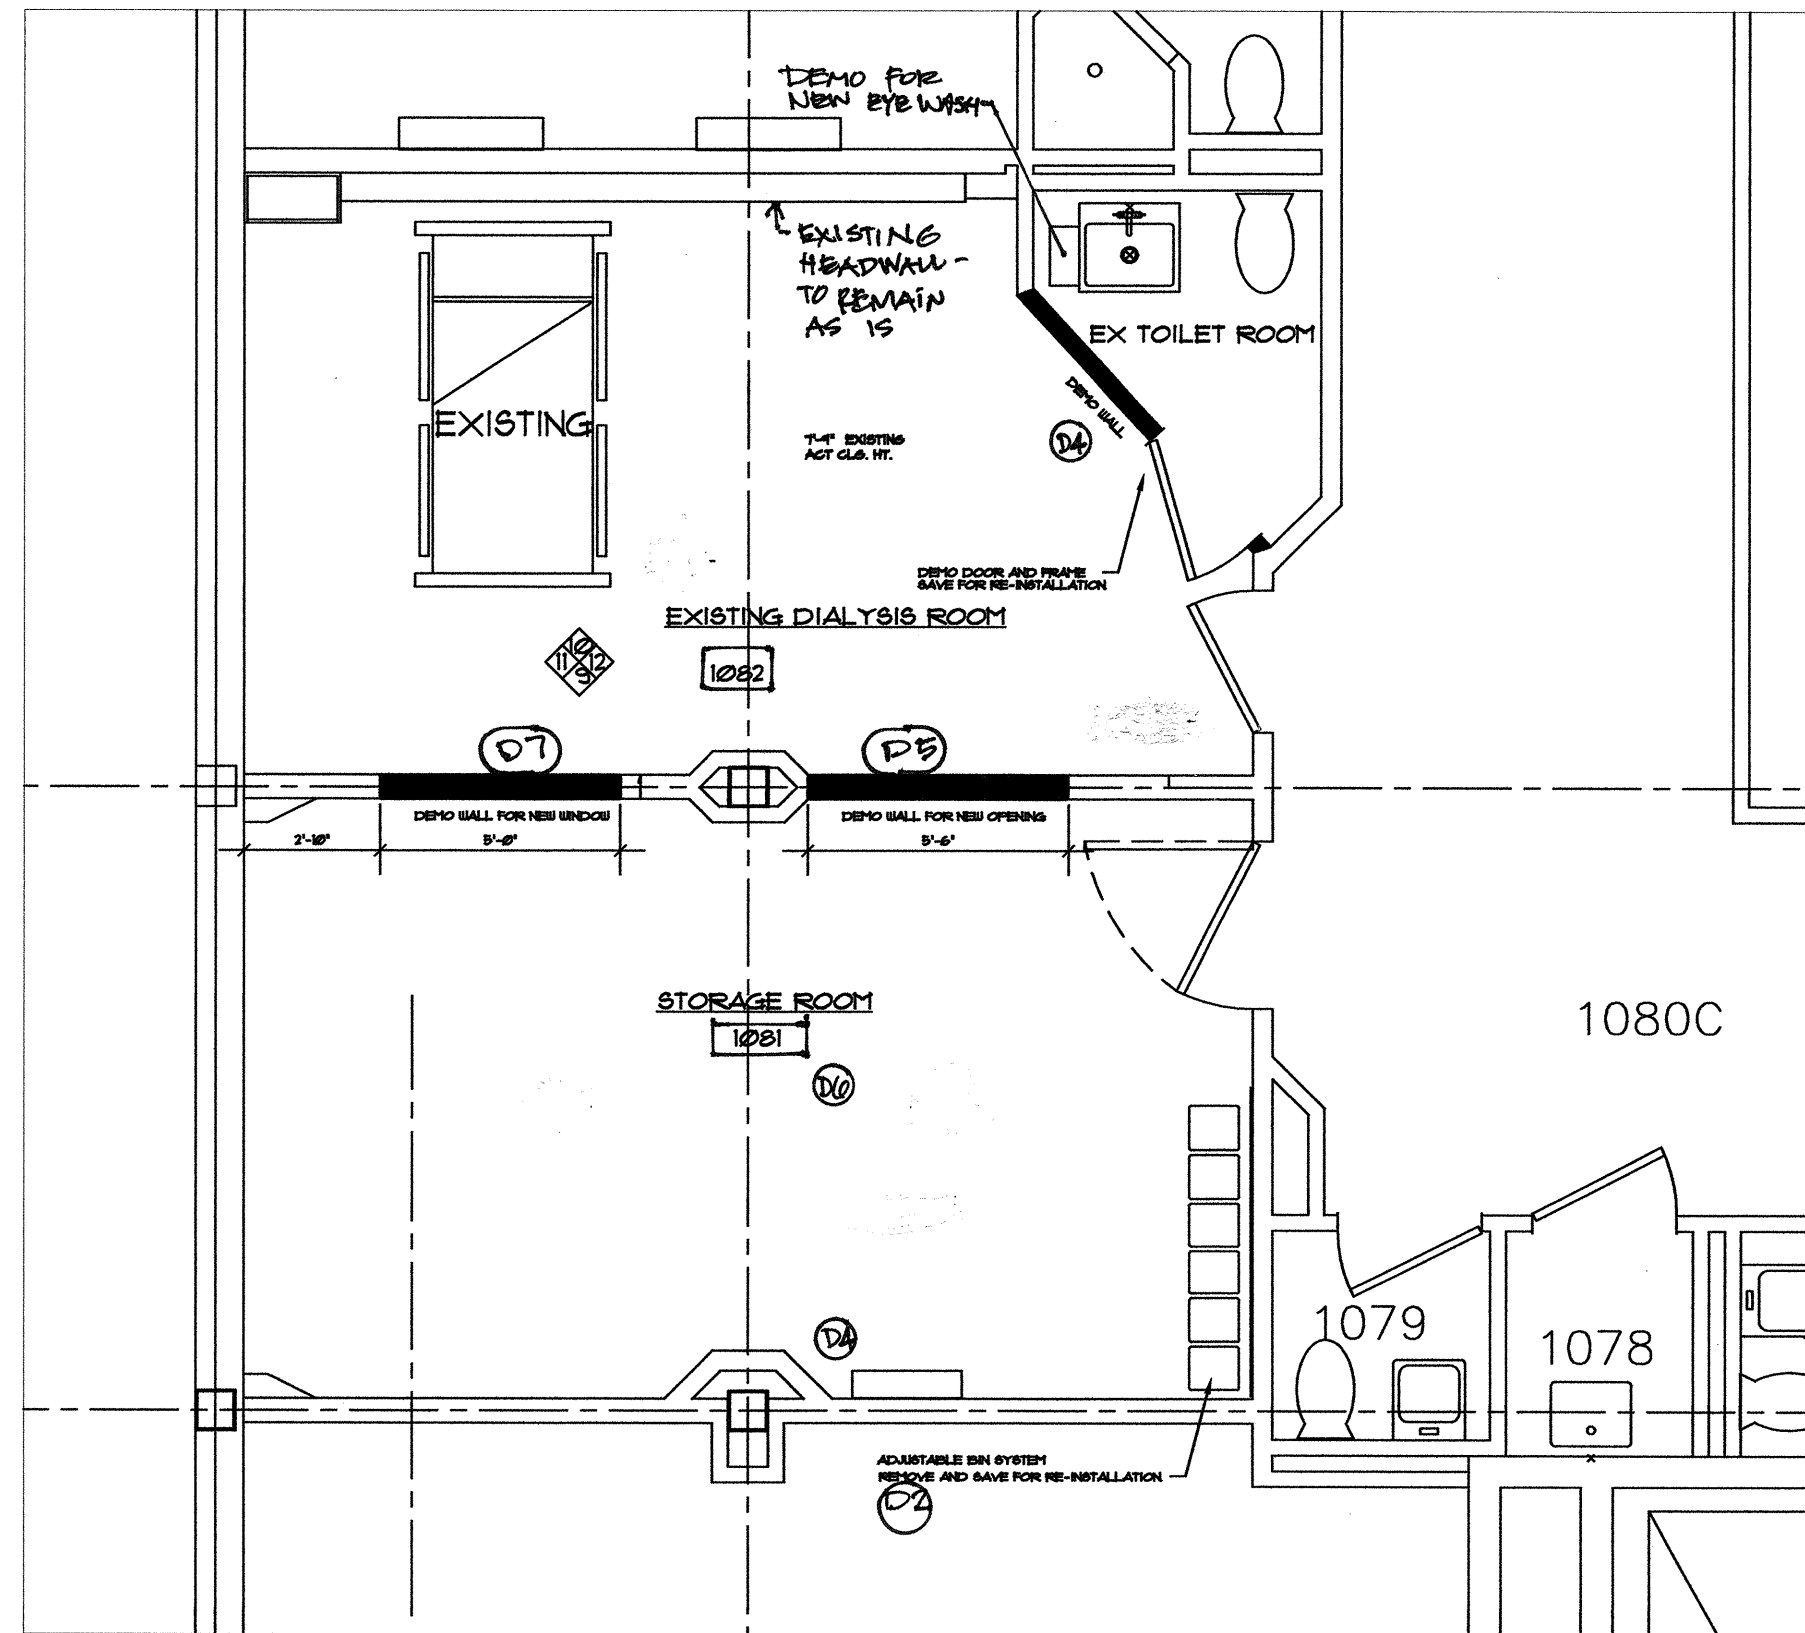 DEMO FOR
NEW EYE WASH
EXISTING
HEADWALL -
TO REMAIN
AS IS
EX TOILET ROOM
DEMO WALL
D4
EXISTING
ACT CLG. HT.
EXISTING
DEMO DOOR AND FRAME
SAVE FOR RE-INSTALLATION
EXISTING DIALYSIS ROOM
10
11 12
9
1082
D7
D5
DEMO WALL FOR NEW WINDOW
DEMO WALL FOR NEW OPENING
2'-10"
5'-0"
5'-6"
STORAGE ROOM
1081
D6
1080C
D4
1079
1078
ADJUSTABLE BIN SYSTEM
REMOVE AND SAVE FOR RE-INSTALLATION
D2